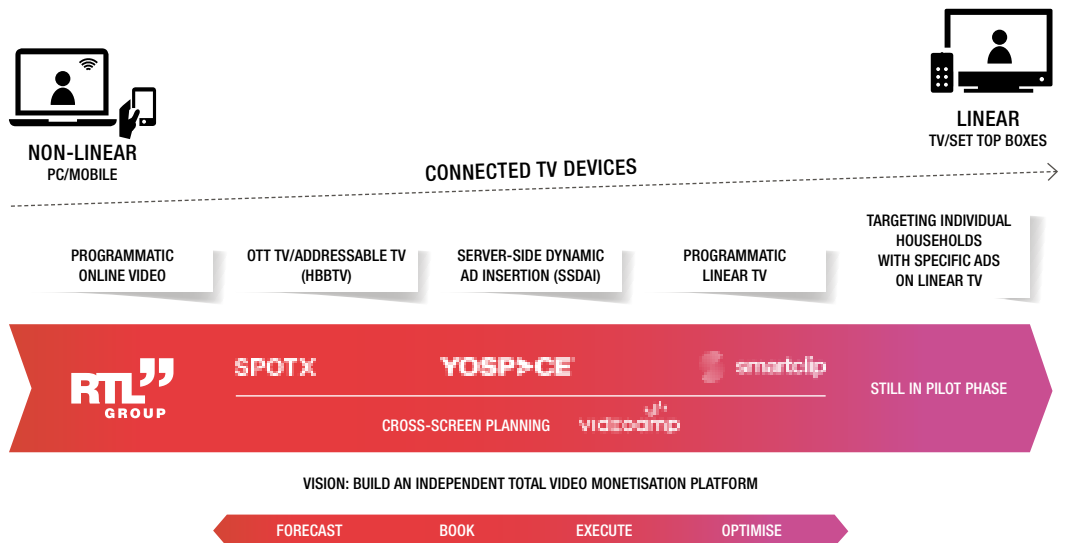 NON-LINEAR
PC/MOBILE
LINEAR
TV/SET TOP BOXES
CONNECTED TV DEVICES
PROGRAMMATIC
ONLINE VIDEO
OTT TV/ADDRESSABLE TV
(HBBTV)
SERVER-SIDE DYNAMIC
AD INSERTION (SSDAI)
PROGRAMMATIC
LINEAR TV
TARGETING INDIVIDUAL
HOUSEHOLDS
WITH SPECIFIC ADS
ON LINEAR TV
RTL
GROUP
SPOTX
YOSPACE
smartclip
STILL IN PILOT PHASE
CROSS-SCREEN PLANNING
videoamp
VISION: BUILD AN INDEPENDENT TOTAL VIDEO MONETISATION PLATFORM
FORECAST
BOOK
EXECUTE
OPTIMISE